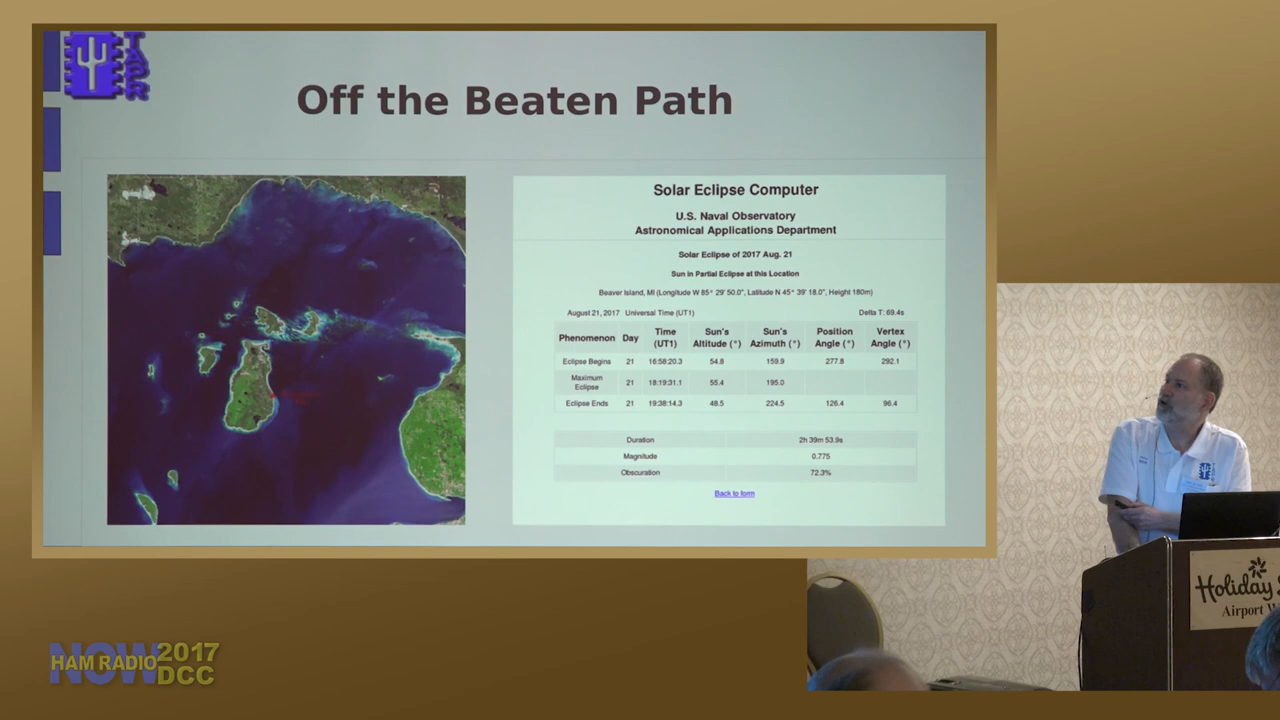 TAPR
Off the Beaten Path
Solar Eclipse Computer
U.S. Naval Observatory
Astronomical Applications Department
Solar Eclipse of 2017 Aug. 21
Sun in Partial Eclipse at this Location
Beaver Island, MI (Longitude W 85° 29' 50.0", Latitude N 45° 39' 18.0", Height 180m)
August 21, 2017 Universal Time (UT1) Delta T: 69.4s
Phenomenon Day Time (UT1) Sun's Altitude (°) Sun's Azimuth (°) Position Angle (°) Vertex Angle (°)
Eclipse Begins 21 16:58:20.3 54.8 159.9 277.8 292.1
Maximum Eclipse 21 18:19:31.1 55.4 195.0
Eclipse Ends 21 19:38:14.3 48.5 224.5 126.4 96.4
Duration 2h 39m 53.9s
Magnitude 0.775
Obscuration 72.3%
Back to form
Holiday
Airport
NOW
HAM RADIO 2017
DCC